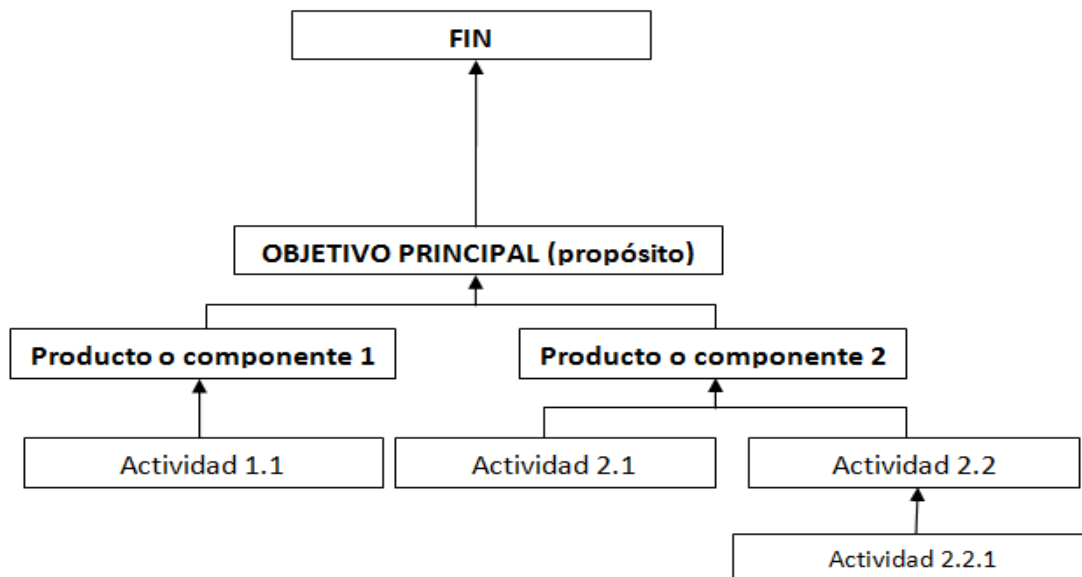 FIN
OBJETIVO PRINCIPAL (propósito)
Producto o componente 1
Producto o componente 2
Actividad 1.1
Actividad 2.1
Actividad 2.2
Actividad 2.2.1